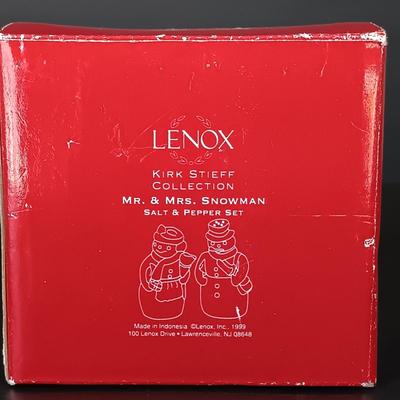 LENOX
KIRK STIEFF
COLLECTION
MR. & MRS. SNOWMAN
SALT & PEPPER SET
Made in Indonesia ©Lenox, Inc., 1999
100 Lenox Drive • Lawrenceville, NJ 08648